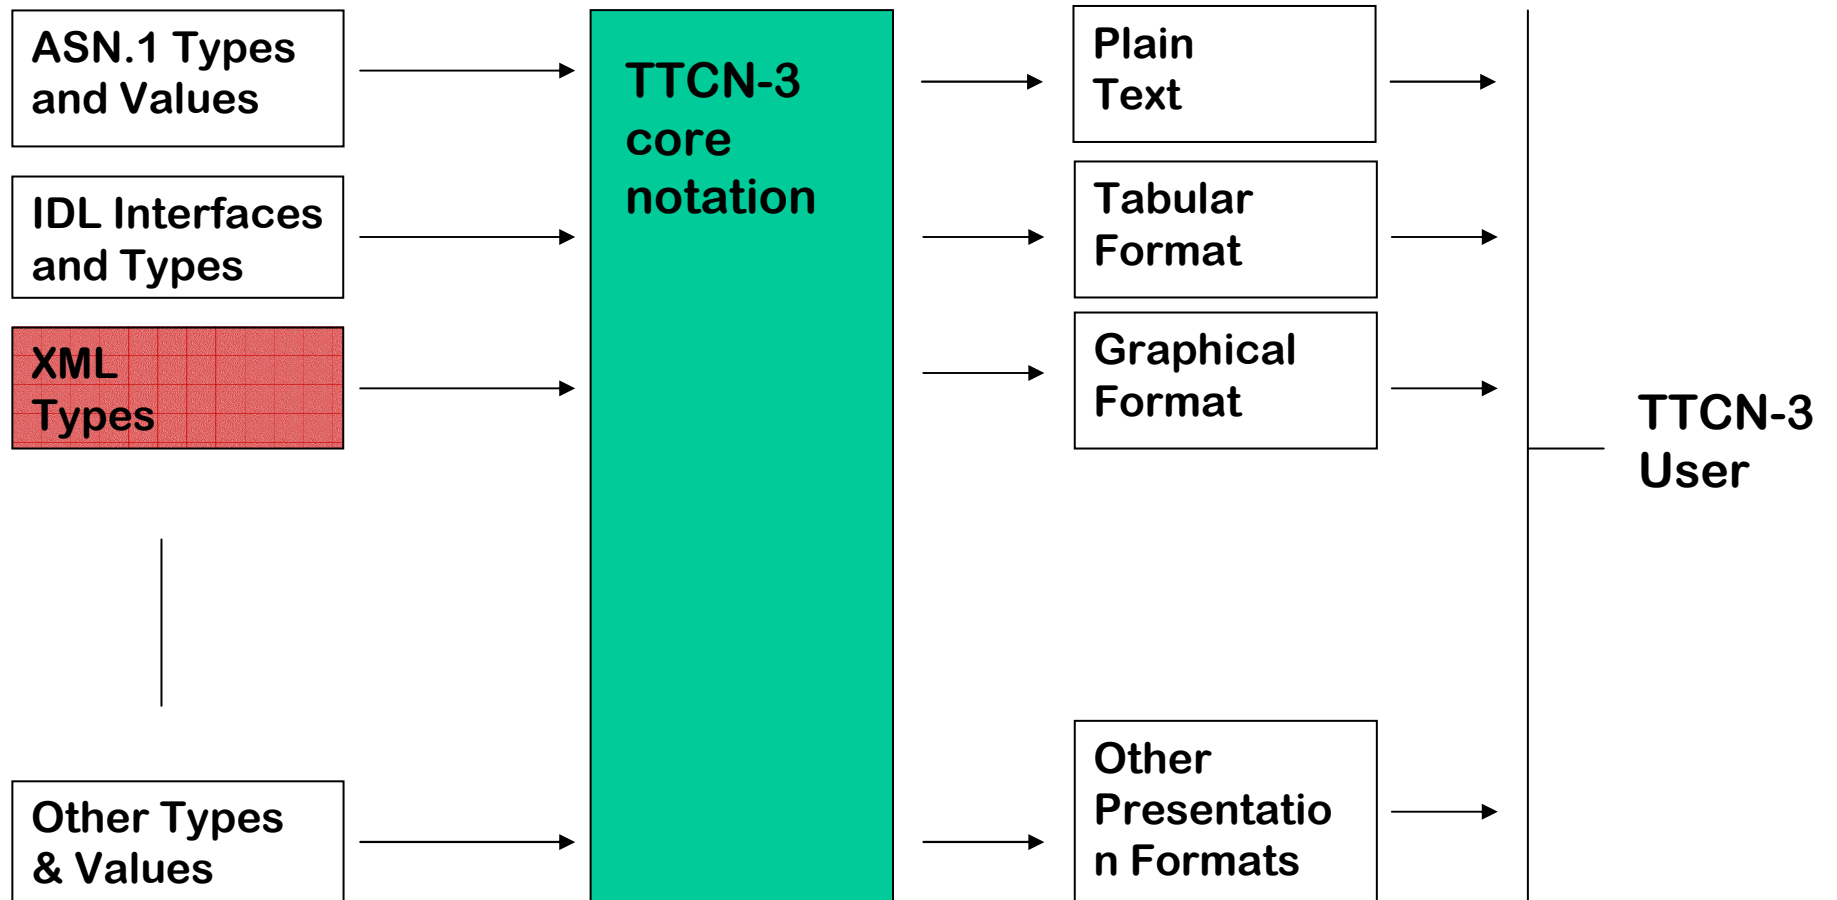 ASN.1 Types
and Values
IDL Interfaces
and Types
XML
Types
Other Types
& Values
TTCN-3
core
notation
Plain
Text
Tabular
Format
Graphical
Format
Other
Presentatio
n Formats
TTCN-3
User